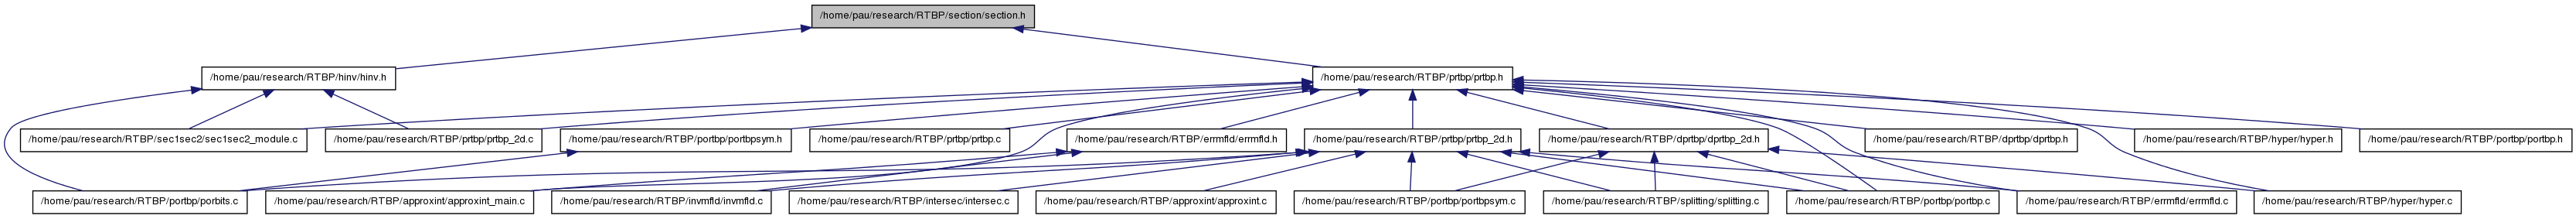 /home/pau/research/RTBP/section/section.h
/home/pau/research/RTBP/hinv/hinv.h
/home/pau/research/RTBP/prtbp/prtbp.h
/home/pau/research/RTBP/sec1sec2/sec1sec2_module.c
/home/pau/research/RTBP/prtbp/prtbp_2d.c
/home/pau/research/RTBP/portbp/portbpsym.h
/home/pau/research/RTBP/prtbp/prtbp.c
/home/pau/research/RTBP/errmfld/errmfld.h
/home/pau/research/RTBP/prtbp/prtbp_2d.h
/home/pau/research/RTBP/dprtbp/dprtbp_2d.h
/home/pau/research/RTBP/dprtbp/dprtbp.h
/home/pau/research/RTBP/hyper/hyper.h
/home/pau/research/RTBP/portbp/portbp.h
/home/pau/research/RTBP/portbp/porbits.c
/home/pau/research/RTBP/approxint/approxint_main.c
/home/pau/research/RTBP/invmfld/invmfld.c
/home/pau/research/RTBP/intersec/intersec.c
/home/pau/research/RTBP/approxint/approxint.c
/home/pau/research/RTBP/portbp/portbpsym.c
/home/pau/research/RTBP/splitting/splitting.c
/home/pau/research/RTBP/portbp/portbp.c
/home/pau/research/RTBP/errmfld/errmfld.c
/home/pau/research/RTBP/hyper/hyper.c